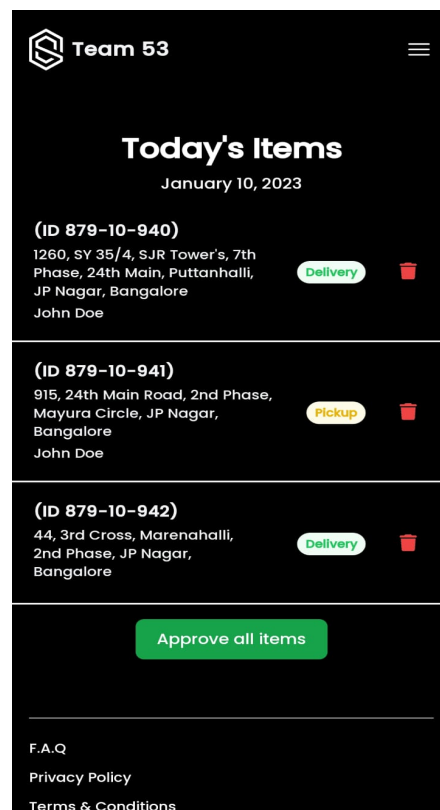 Team 53
Today's Items
January 10, 2023
(ID 879-10-940)
1260, SY 35/4, SJR Tower's, 7th
Phase, 24th Main, Puttanhalli,
JP Nagar, Bangalore
John Doe
Delivery
(ID 879-10-941)
915, 24th Main Road, 2nd Phase,
Mayura Circle, JP Nagar,
Bangalore
John Doe
Pickup
(ID 879-10-942)
44, 3rd Cross, Marenahalli,
2nd Phase, JP Nagar,
Bangalore
Delivery
Approve all items
F.A.Q
Privacy Policy
Terms & Conditions